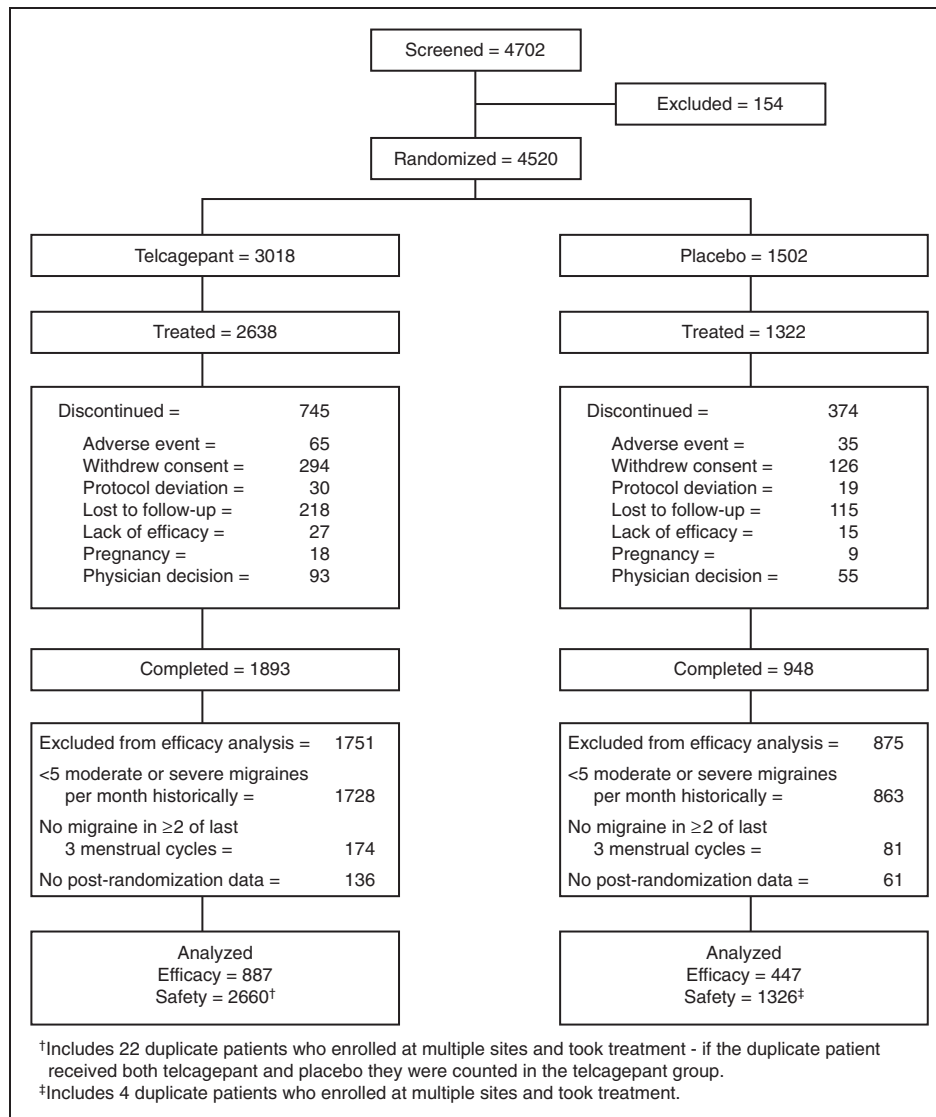 Screened = 4702
Excluded = 154
Randomized = 4520
Telcagepant = 3018
Treated = 2638
Discontinued = 745
Adverse event = 65
Withdrew consent = 294
Protocol deviation = 30
Lost to follow-up = 218
Lack of efficacy = 27
Pregnancy = 18
Physician decision = 93
Completed = 1893
Excluded from efficacy analysis = 1751
<5 moderate or severe migraines
per month historically = 1728
No migraine in ≥2 of last
3 menstrual cycles = 174
No post-randomization data = 136
Analyzed
Efficacy = 887
Safety = 2660†
Placebo = 1502
Treated = 1322
Discontinued = 374
Adverse event = 35
Withdrew consent = 126
Protocol deviation = 19
Lost to follow-up = 115
Lack of efficacy = 15
Pregnancy = 9
Physician decision = 55
Completed = 948
Excluded from efficacy analysis = 875
<5 moderate or severe migraines
per month historically = 863
No migraine in ≥2 of last
3 menstrual cycles = 81
No post-randomization data = 61
Analyzed
Efficacy = 447
Safety = 1326‡
†Includes 22 duplicate patients who enrolled at multiple sites and took treatment - if the duplicate patient
received both telcagepant and placebo they were counted in the telcagepant group.
‡Includes 4 duplicate patients who enrolled at multiple sites and took treatment.